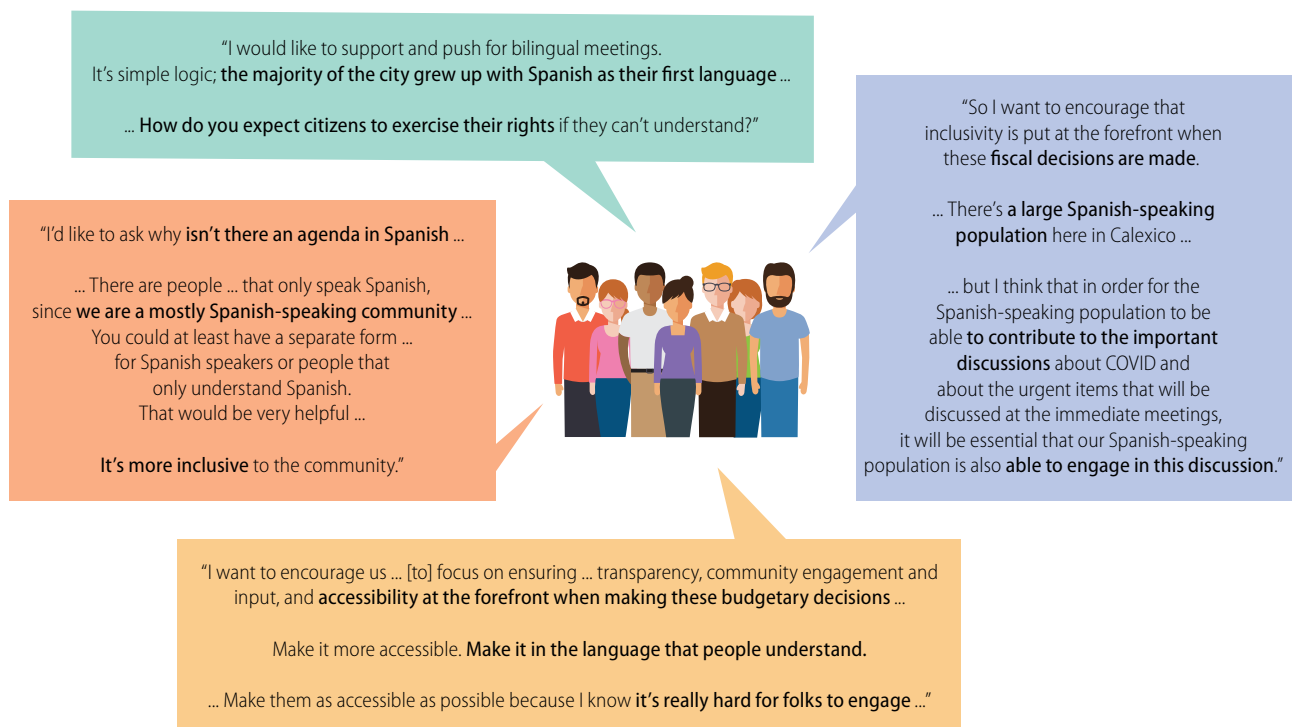 “I would like to support and push for bilingual meetings.
It’s simple logic; the majority of the city grew up with Spanish as their first language ...
... How do you expect citizens to exercise their rights if they can’t understand?”
“I’d like to ask why isn’t there an agenda in Spanish ...
... There are people ... that only speak Spanish,
since we are a mostly Spanish-speaking community ...
You could at least have a separate form ...
for Spanish speakers or people that
only understand Spanish.
That would be very helpful ...
It’s more inclusive to the community.”
“So I want to encourage that
inclusivity is put at the forefront when
these fiscal decisions are made.
... There’s a large Spanish-speaking
population here in Calexico ...
... but I think that in order for the
Spanish-speaking population to be
able to contribute to the important
discussions about COVID and
about the urgent items that will be
discussed at the immediate meetings,
it will be essential that our Spanish-speaking
population is also able to engage in this discussion.”
“I want to encourage us ... [to] focus on ensuring ... transparency, community engagement and
input, and accessibility at the forefront when making these budgetary decisions ...
Make it more accessible. Make it in the language that people understand.
... Make them as accessible as possible because I know it’s really hard for folks to engage ...”